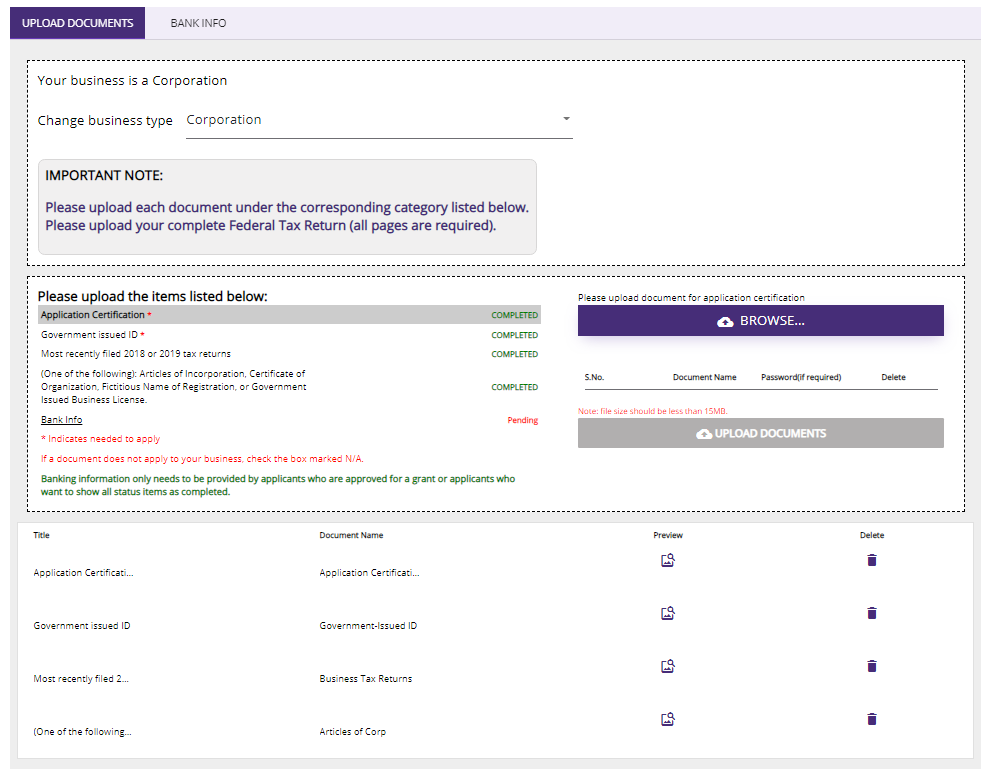 UPLOAD DOCUMENTS
BANK INFO
Your business is a Corporation
Change business type Corporation
IMPORTANT NOTE:
Please upload each document under the corresponding category listed below.
Please upload your complete Federal Tax Return (all pages are required).
Please upload the items listed below:
Application Certification * COMPLETED
Government issued ID * COMPLETED
Most recently filed 2018 or 2019 tax returns COMPLETED
(One of the following): Articles of Incorporation, Certificate of
Organization, Fictitious Name of Registration, or Government COMPLETED
Issued Business License.
Bank Info Pending
* Indicates needed to apply
If a document does not apply to your business, check the box marked N/A.
Banking information only needs to be provided by applicants who are approved for a grant or applicants who
want to show all status items as completed.
Please upload document for application certification
BROWSE...
S.No. Document Name Password(if required) Delete
Note: file size should be less than 15MB.
UPLOAD DOCUMENTS
Title Document Name Preview Delete
Application Certificati... Application Certificati...
Government issued ID Government-Issued ID
Most recently filed 2... Business Tax Returns
(One of the following... Articles of Corp